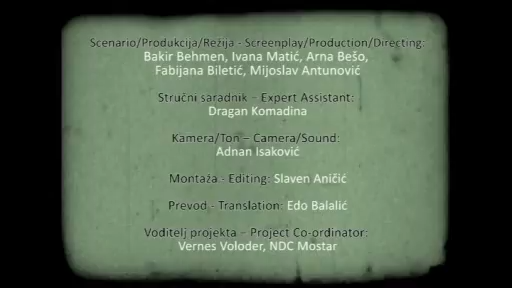 Scenario/Produkcija/Režija - Screenplay/Production/Directing:
Bakir Behmen, Ivana Matić, Arna Bešo,
Fabijana Biletić, Mijoslav Antunović
Stručni saradnik – Expert Assistant:
Dragan Komadina
Kamera/Ton – Camera/Sound:
Adnan Isaković
Montaža - Editing: Slaven Aničić
Prevod - Translation: Edo Balalić
Voditelj projekta – Project Co-ordinator:
Vernes Voloder, NDC Mostar